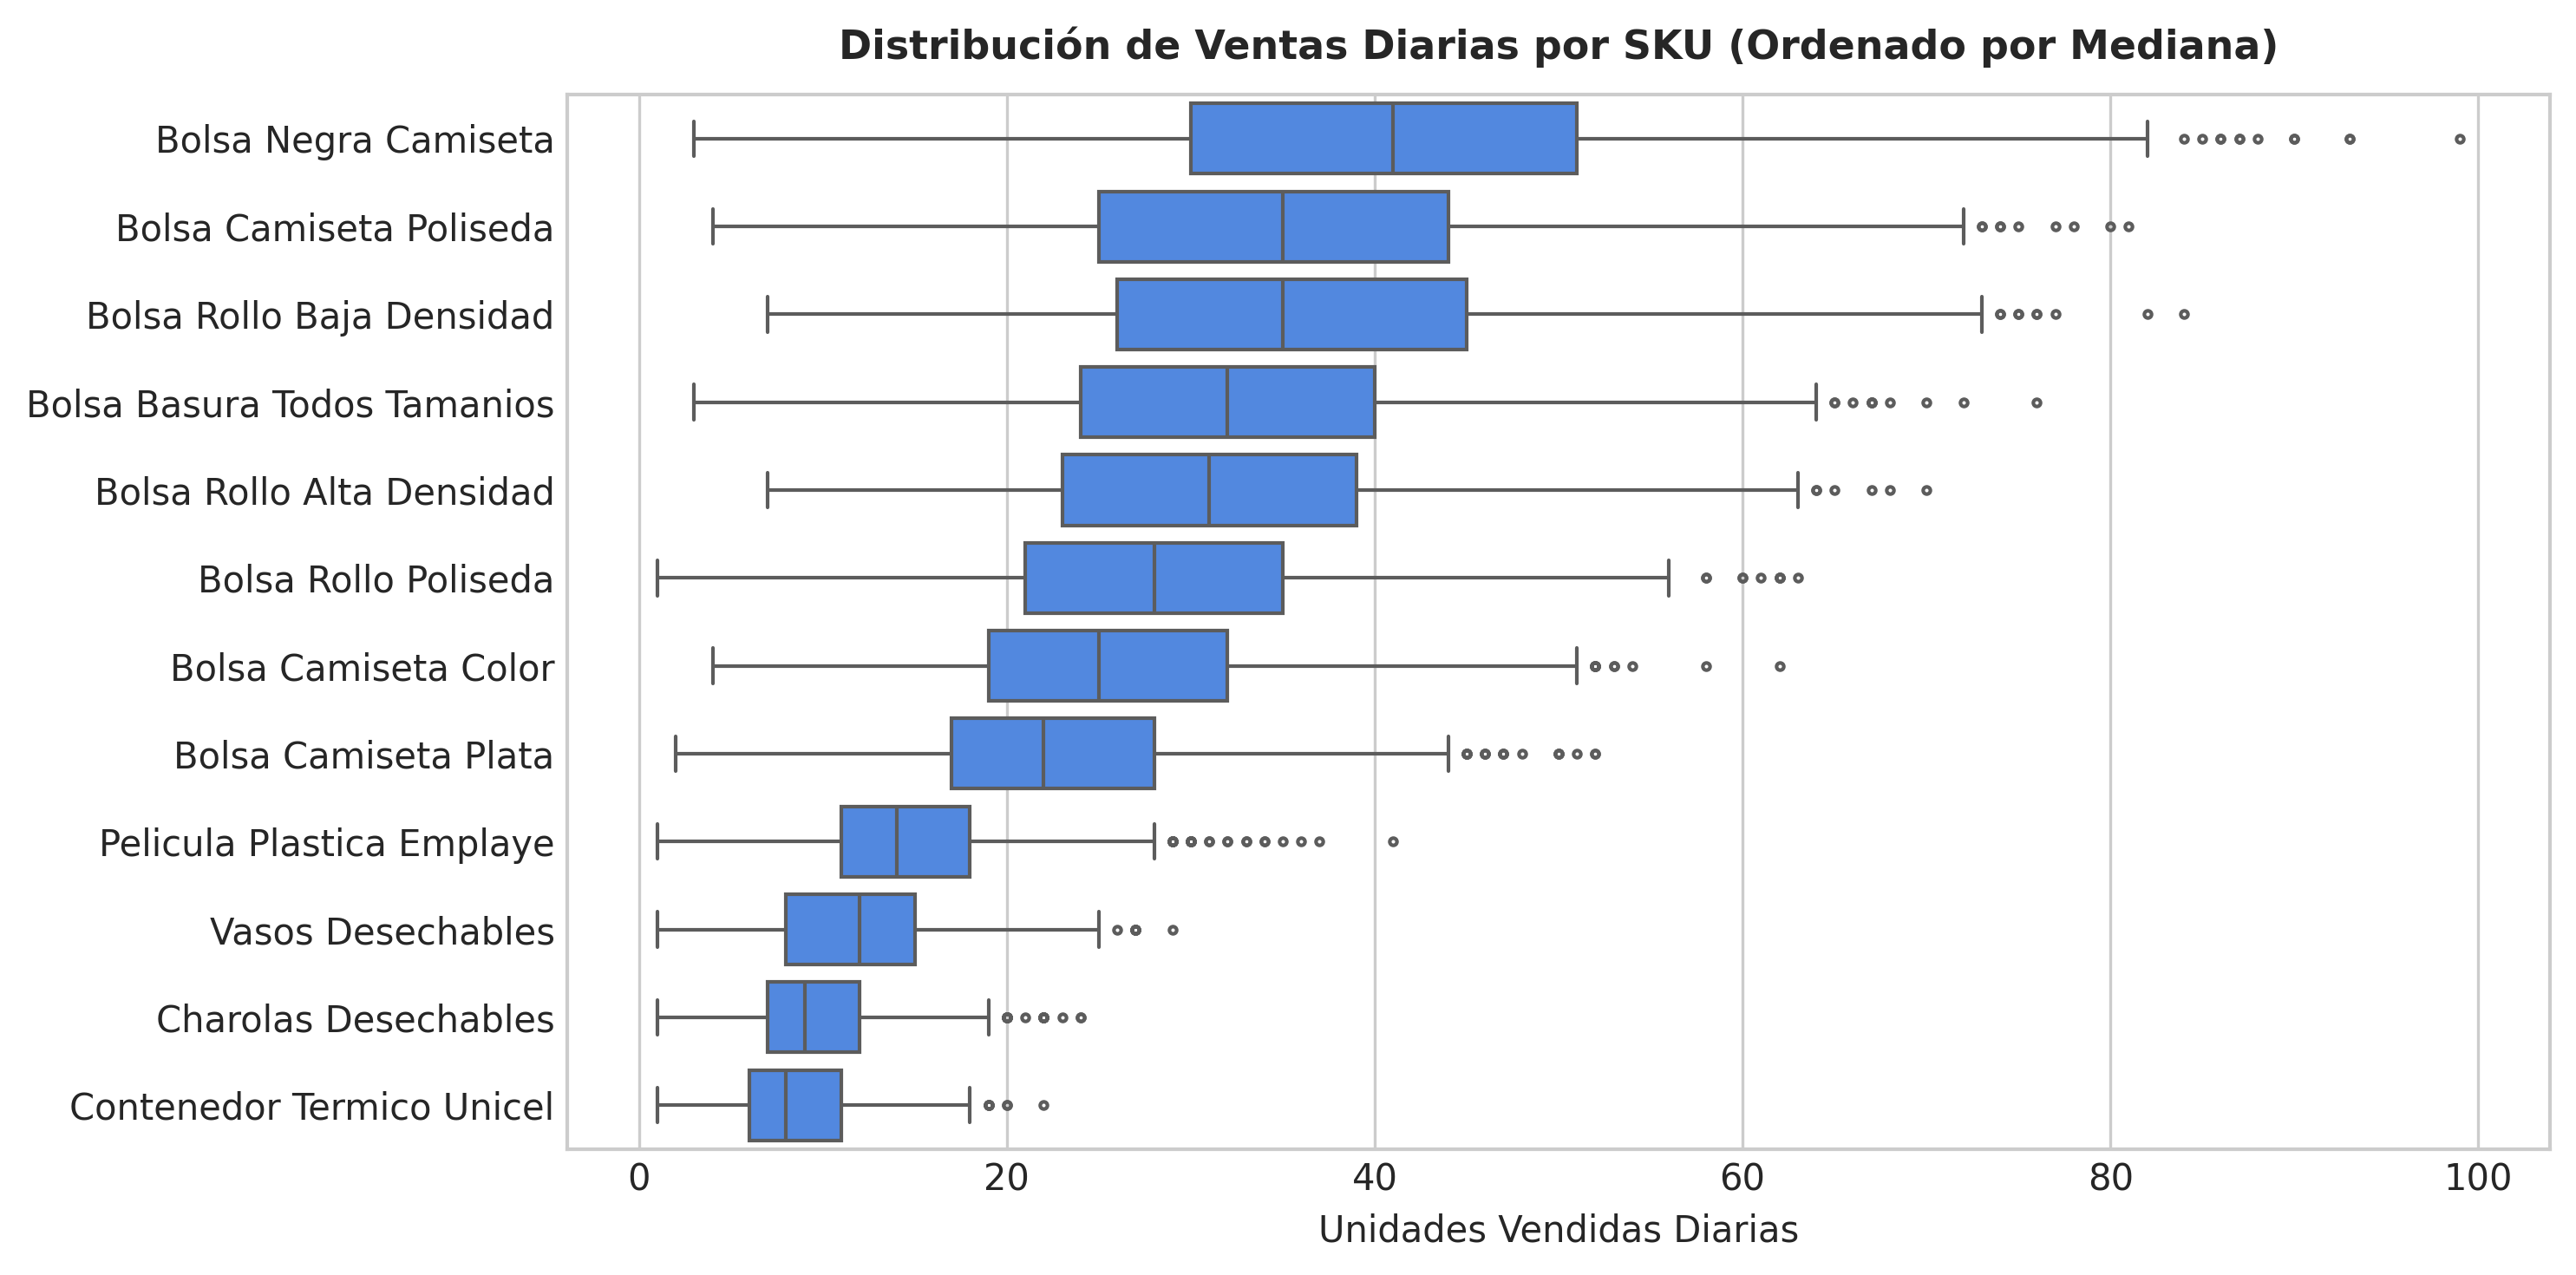 Distribución de Ventas Diarias por SKU (Ordenado por Mediana)
Bolsa Negra Camiseta
Bolsa Camiseta Poliseda
Bolsa Rollo Baja Densidad
Bolsa Basura Todos Tamanios
Bolsa Rollo Alta Densidad
Bolsa Rollo Poliseda
Bolsa Camiseta Color
Bolsa Camiseta Plata
Pelicula Plastica Emplaye
Vasos Desechables
Charolas Desechables
Contenedor Termico Unicel
0 20 40 60 80 100
Unidades Vendidas Diarias